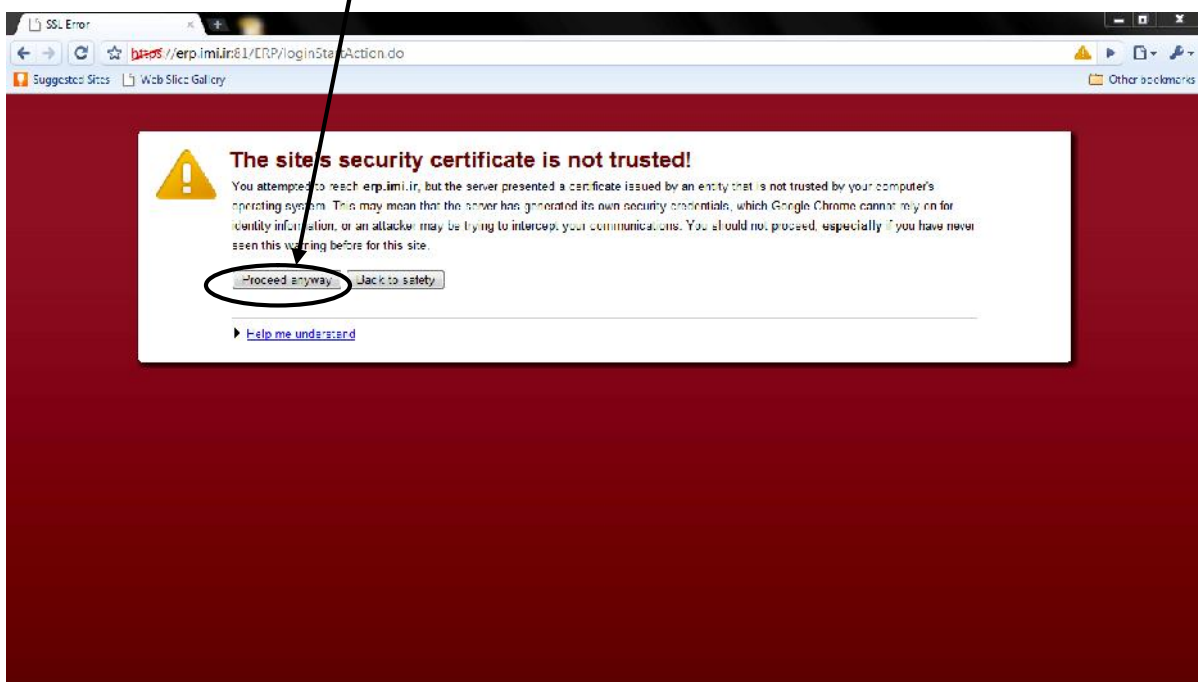 SSL Error
https://erp.imi.ir:81/ERP/loginStartAction.do
Suggested Sites Web Slice Gallery Other bookmarks
The site's security certificate is not trusted!
You attempted to reach erp.imi.ir, but the server presented a certificate issued by an entity that is not trusted by your computer's
operating system. This may mean that the server has generated its own security credentials, which Google Chrome cannot rely on for
identity information, or an attacker may be trying to intercept your communications. You should not proceed, especially if you have never
seen this warning before for this site.
Proceed anyway Back to safety
Help me understand